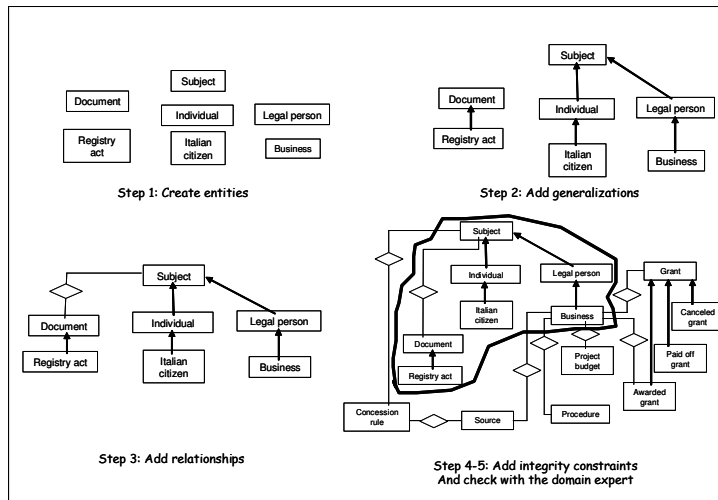 Subject
Document
Individual
Legal person
Registry
act
Italian
citizen
Business
Step 1: Create entities
Subject
Document
Individual
Legal person
Registry act
Italian
citizen
Business
Step 2: Add generalizations
Subject
Document
Individual
Legal person
Registry act
Italian
citizen
Business
Step 3: Add relationships
Subject
Individual
Legal person
Grant
Italian
citizen
Business
Canceled
grant
Document
Project
budget
Paid off
grant
Registry act
Awarded
grant
Concession
rule
Source
Procedure
Step 4-5: Add integrity constraints
And check with the domain expert